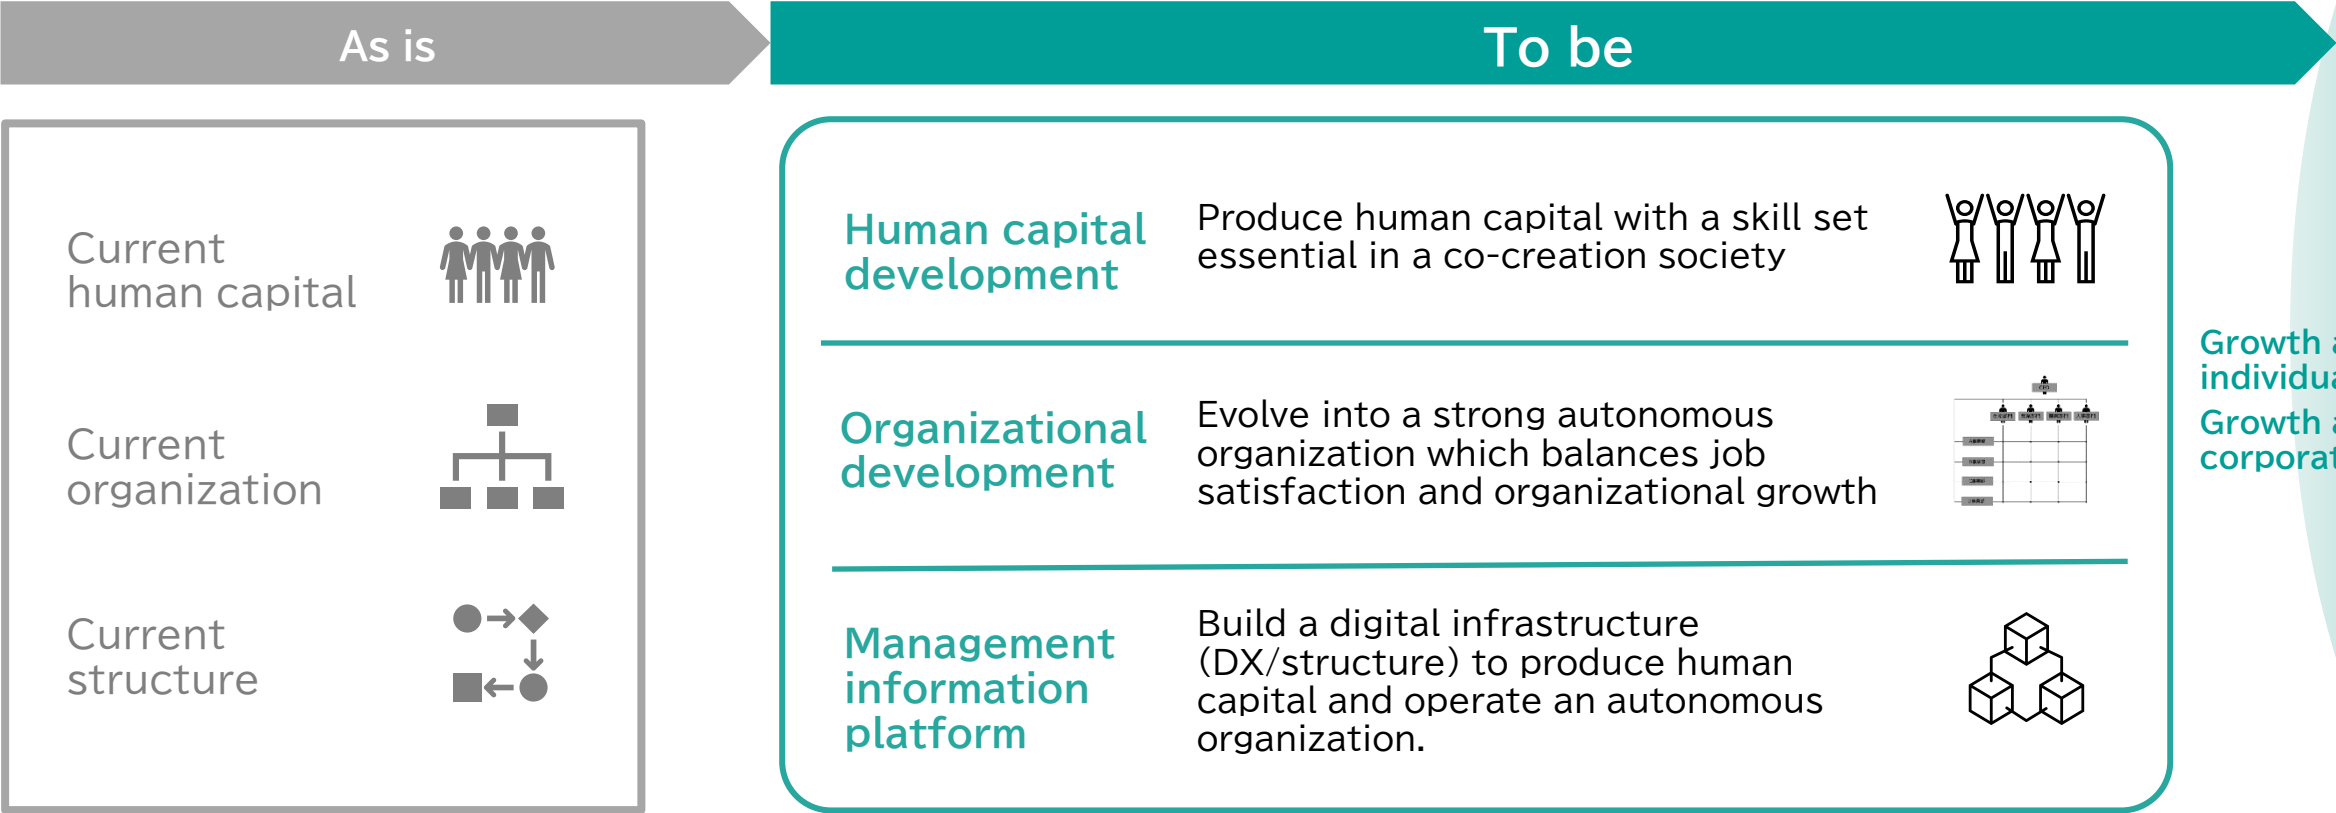 As is
To be
Current
human capital
Current
organization
Current
structure
Human capital
development
Produce human capital with a skill set
essential in a co-creation society
Organizational
development
Evolve into a strong autonomous
organization which balances job
satisfaction and organizational growth
Management
information
platform
Build a digital infrastructure
(DX/structure) to produce human
capital and operate an autonomous
organization.
Growth
Growth